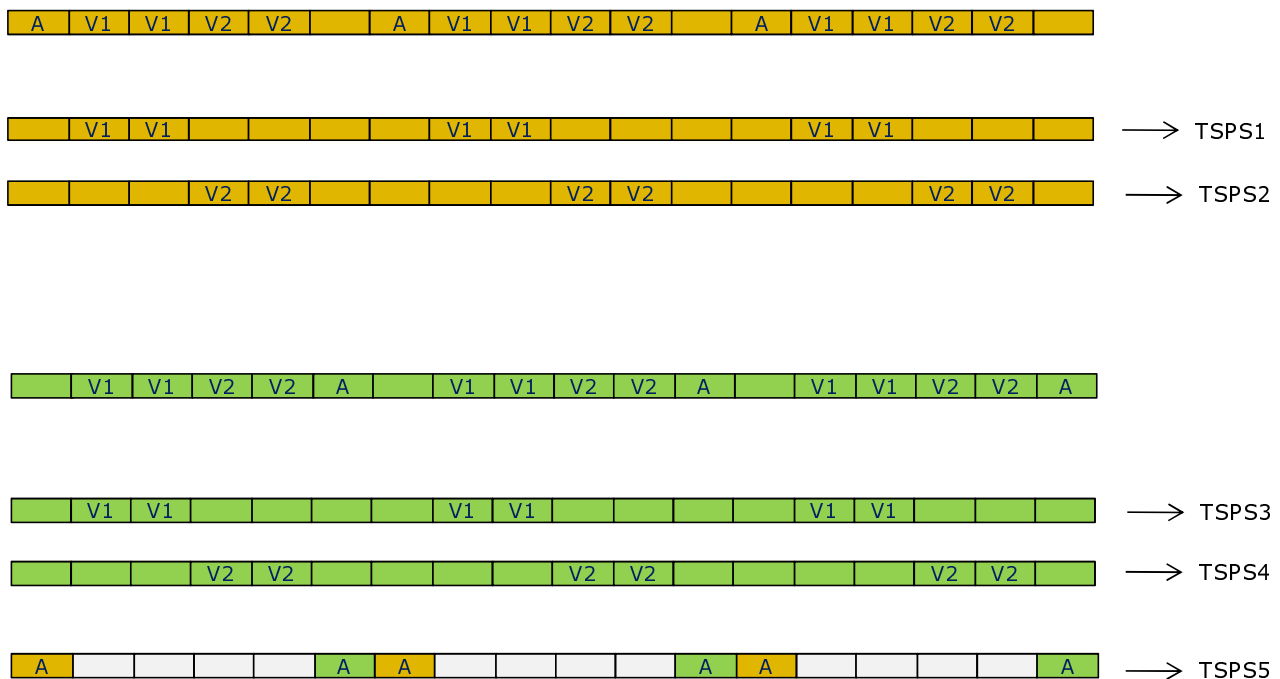 A V1 V1 V2 V2 A V1 V1 V2 V2 A V1 V1 V2 V2
V1 V1 V1 V1 V1 V1 TSPS1
V2 V2 V2 V2 V2 V2 TSPS2
V1 V1 V2 V2 A V1 V1 V2 V2 A V1 V1 V2 V2 A
V1 V1 V1 V1 V1 V1 TSPS3
V2 V2 V2 V2 V2 V2 TSPS4
A A A A A A TSPS5